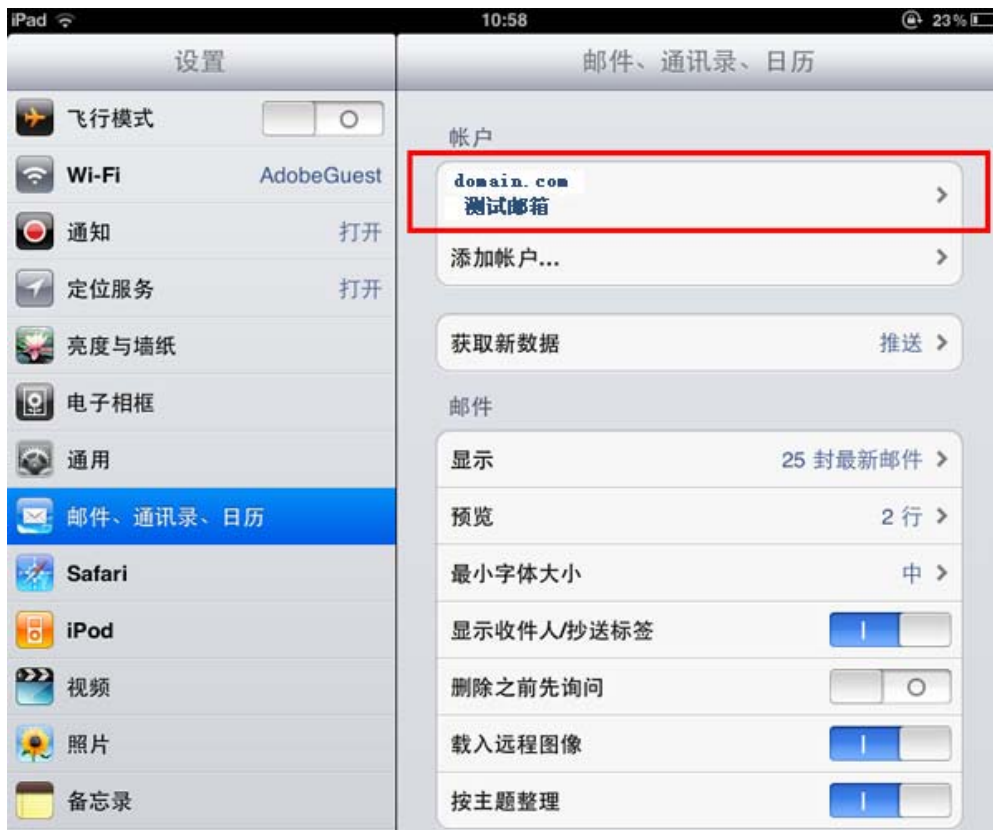 iPad 10:58 23%
设置
飞行模式
Wi-Fi AdobeGuest
通知 打开
定位服务 打开
亮度与墙纸
电子相框
通用
邮件、通讯录、日历
Safari
iPod
视频
照片
备忘录
邮件、通讯录、日历
帐户
domain.com
测试邮箱
添加帐户...
获取新数据 推送
邮件
显示 25 封最新邮件
预览 2 行
最小字体大小 中
显示收件人/抄送标签
删除之前先询问
载入远程图像
按主题整理